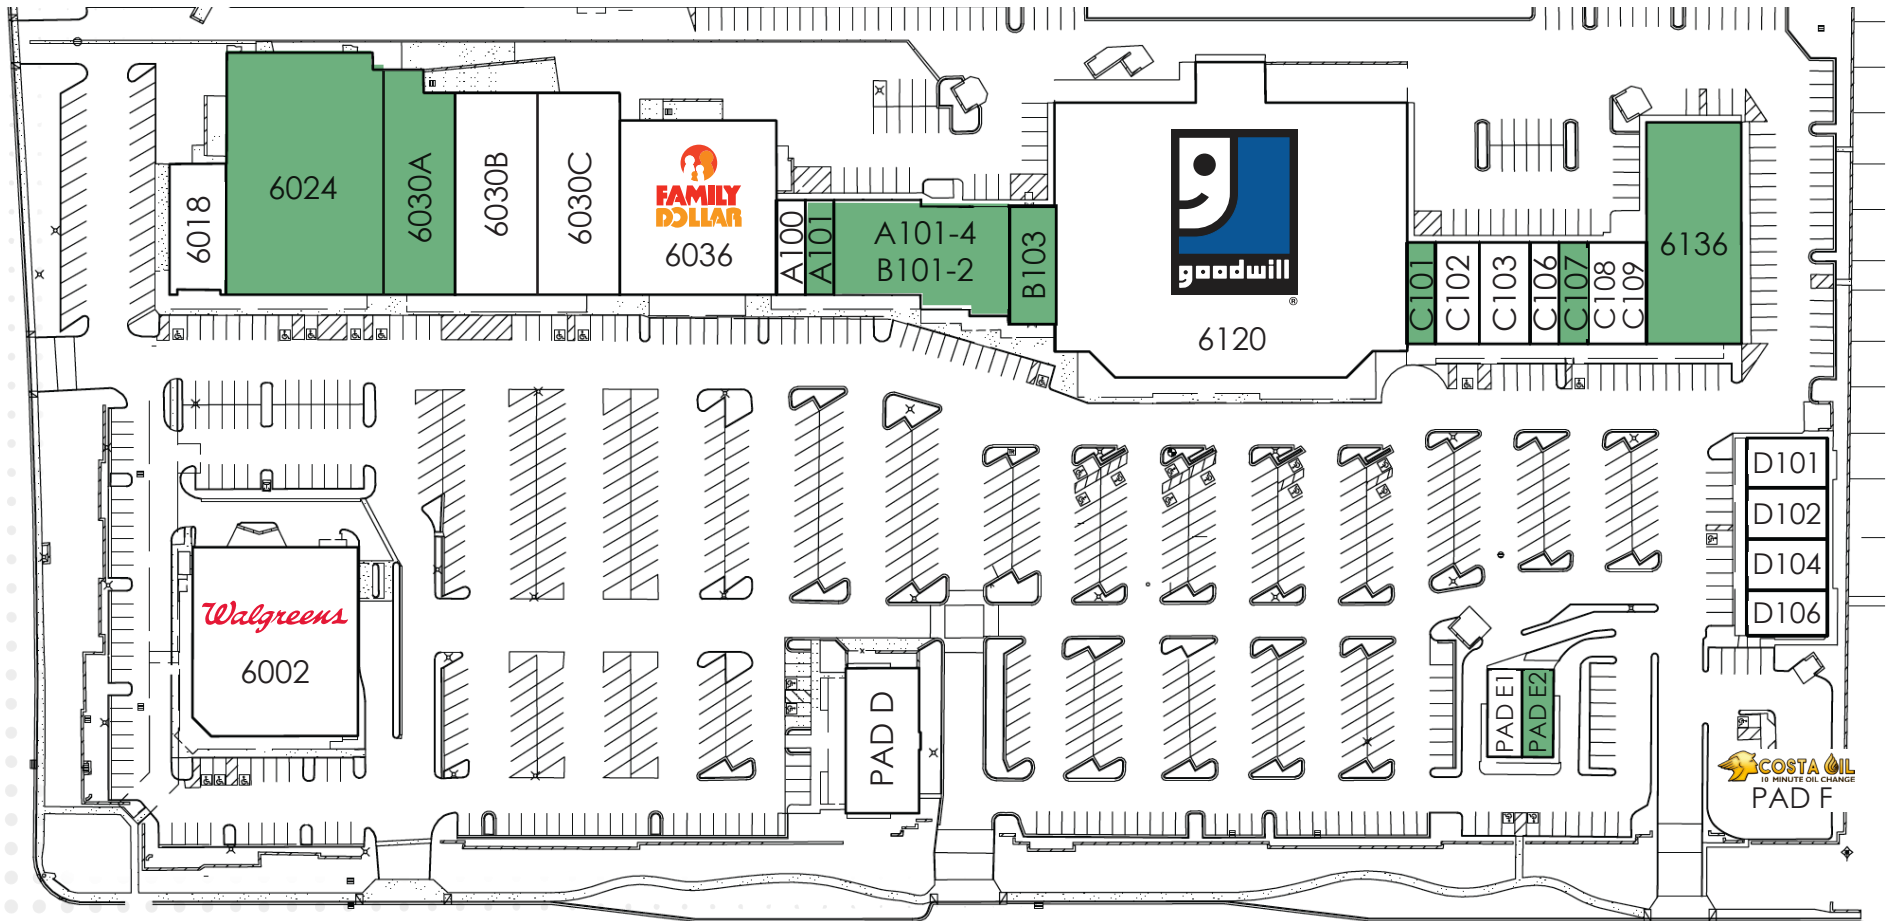 6018
6024
6030A
6030B
6030C
FAMILY
DOLLAR
6036
A100
A101
A101-4
B101-2
B103
goodwill
®
6120
C101
C102
C103
C106
C107
C108
C109
6136
D101
D102
D104
D106
Walgreens
6002
PAD D
PAD E1
PAD E2
COSTA OIL
10 MINUTE OIL CHANGE
PAD F